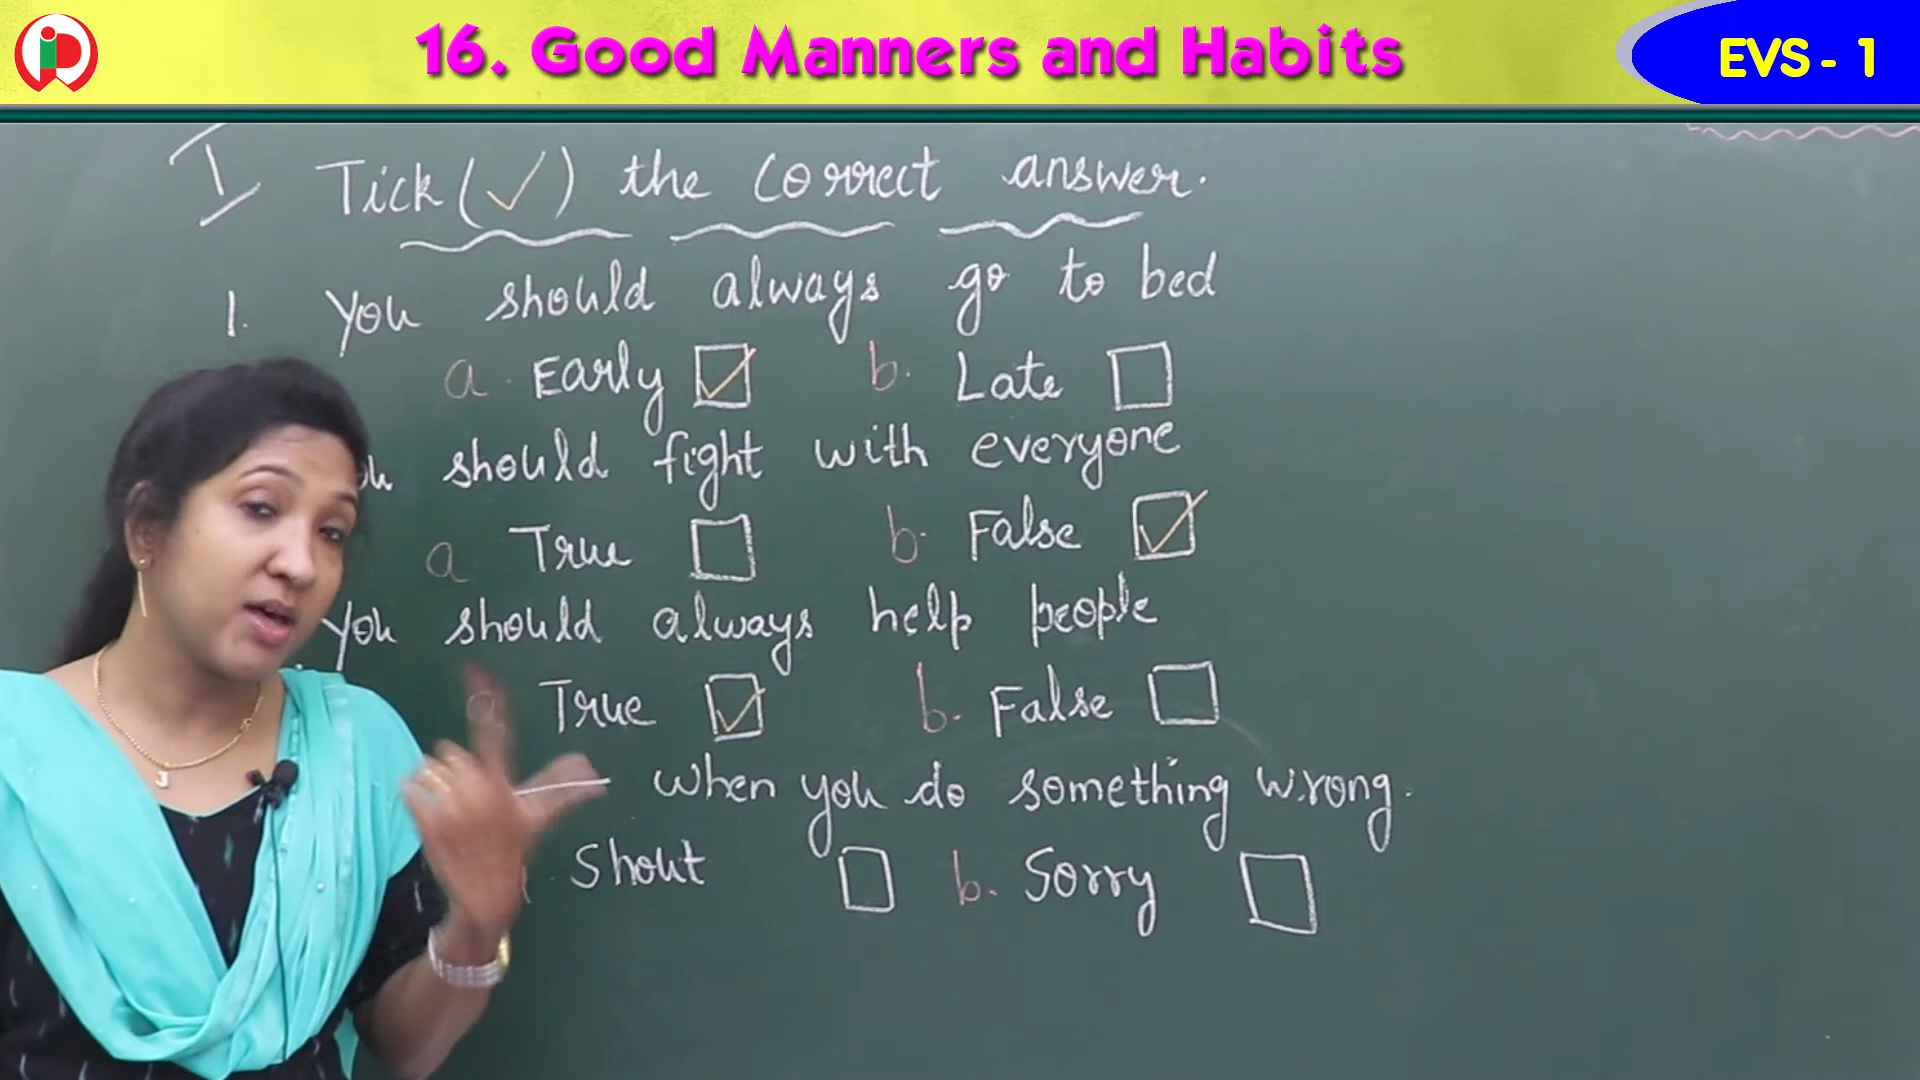 16. Good Manners and Habits
EVS - 1
I Tick (✓) the correct answer.
1. You should always go to bed
a. Early ☑ b. Late ☐
should fight with everyone
a True ☐ b. False ☑
You should always help people
a True ☑ b. False ☐
when you do something wrong.
Shout ☐ b. Sorry ☐
J